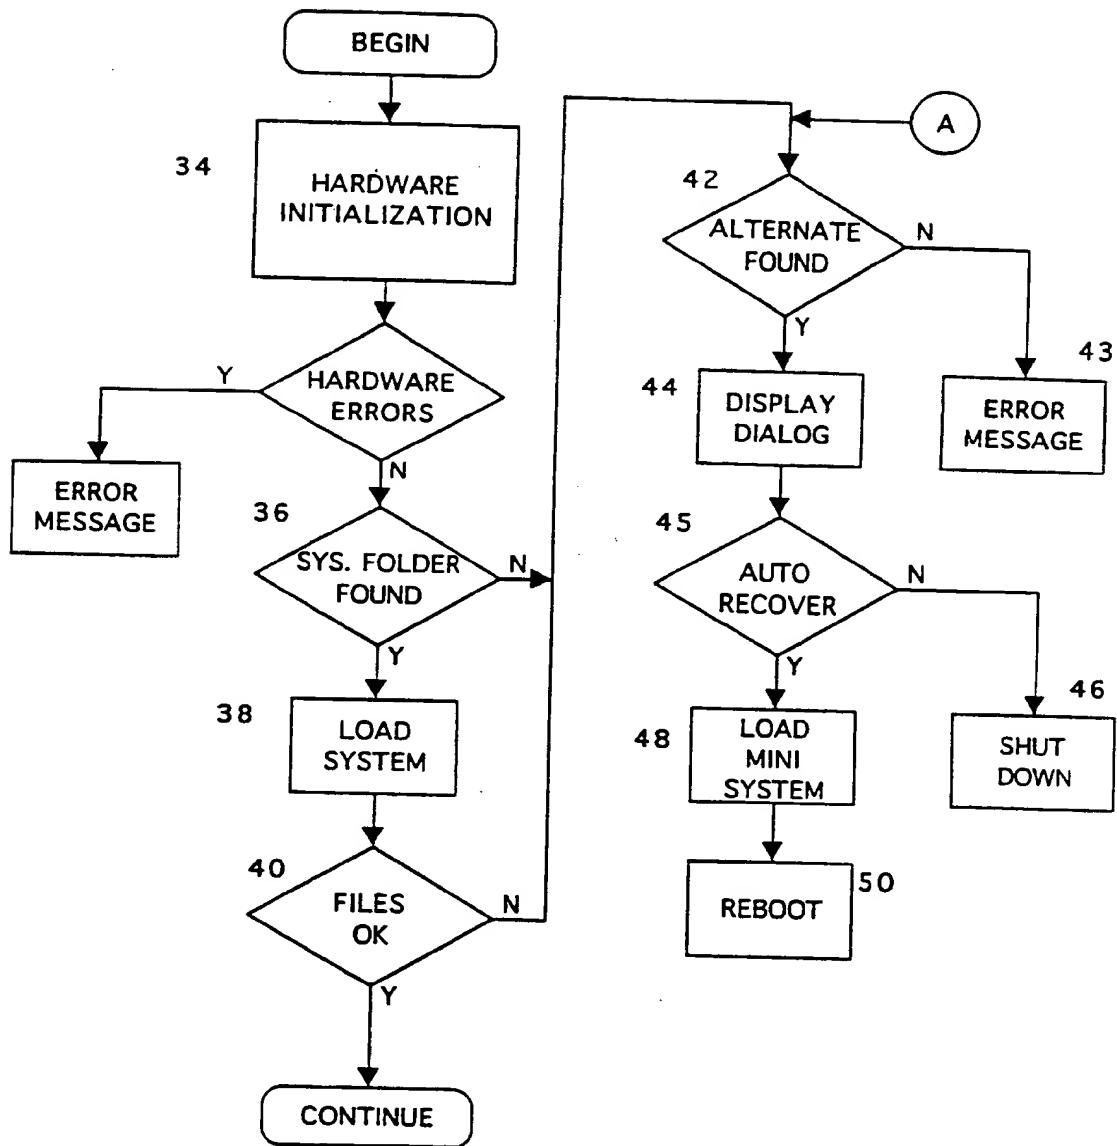 BEGIN
34
HARDWARE
INITIALIZATION
HARDWARE
ERRORS
Y
N
ERROR
MESSAGE
36
SYS. FOLDER
FOUND
N
Y
38
LOAD
SYSTEM
40
FILES
OK
N
Y
CONTINUE
A
42
ALTERNATE
FOUND
N
Y
43
ERROR
MESSAGE
44
DISPLAY
DIALOG
45
AUTO
RECOVER
N
Y
46
SHUT
DOWN
48
LOAD
MINI
SYSTEM
50
REBOOT